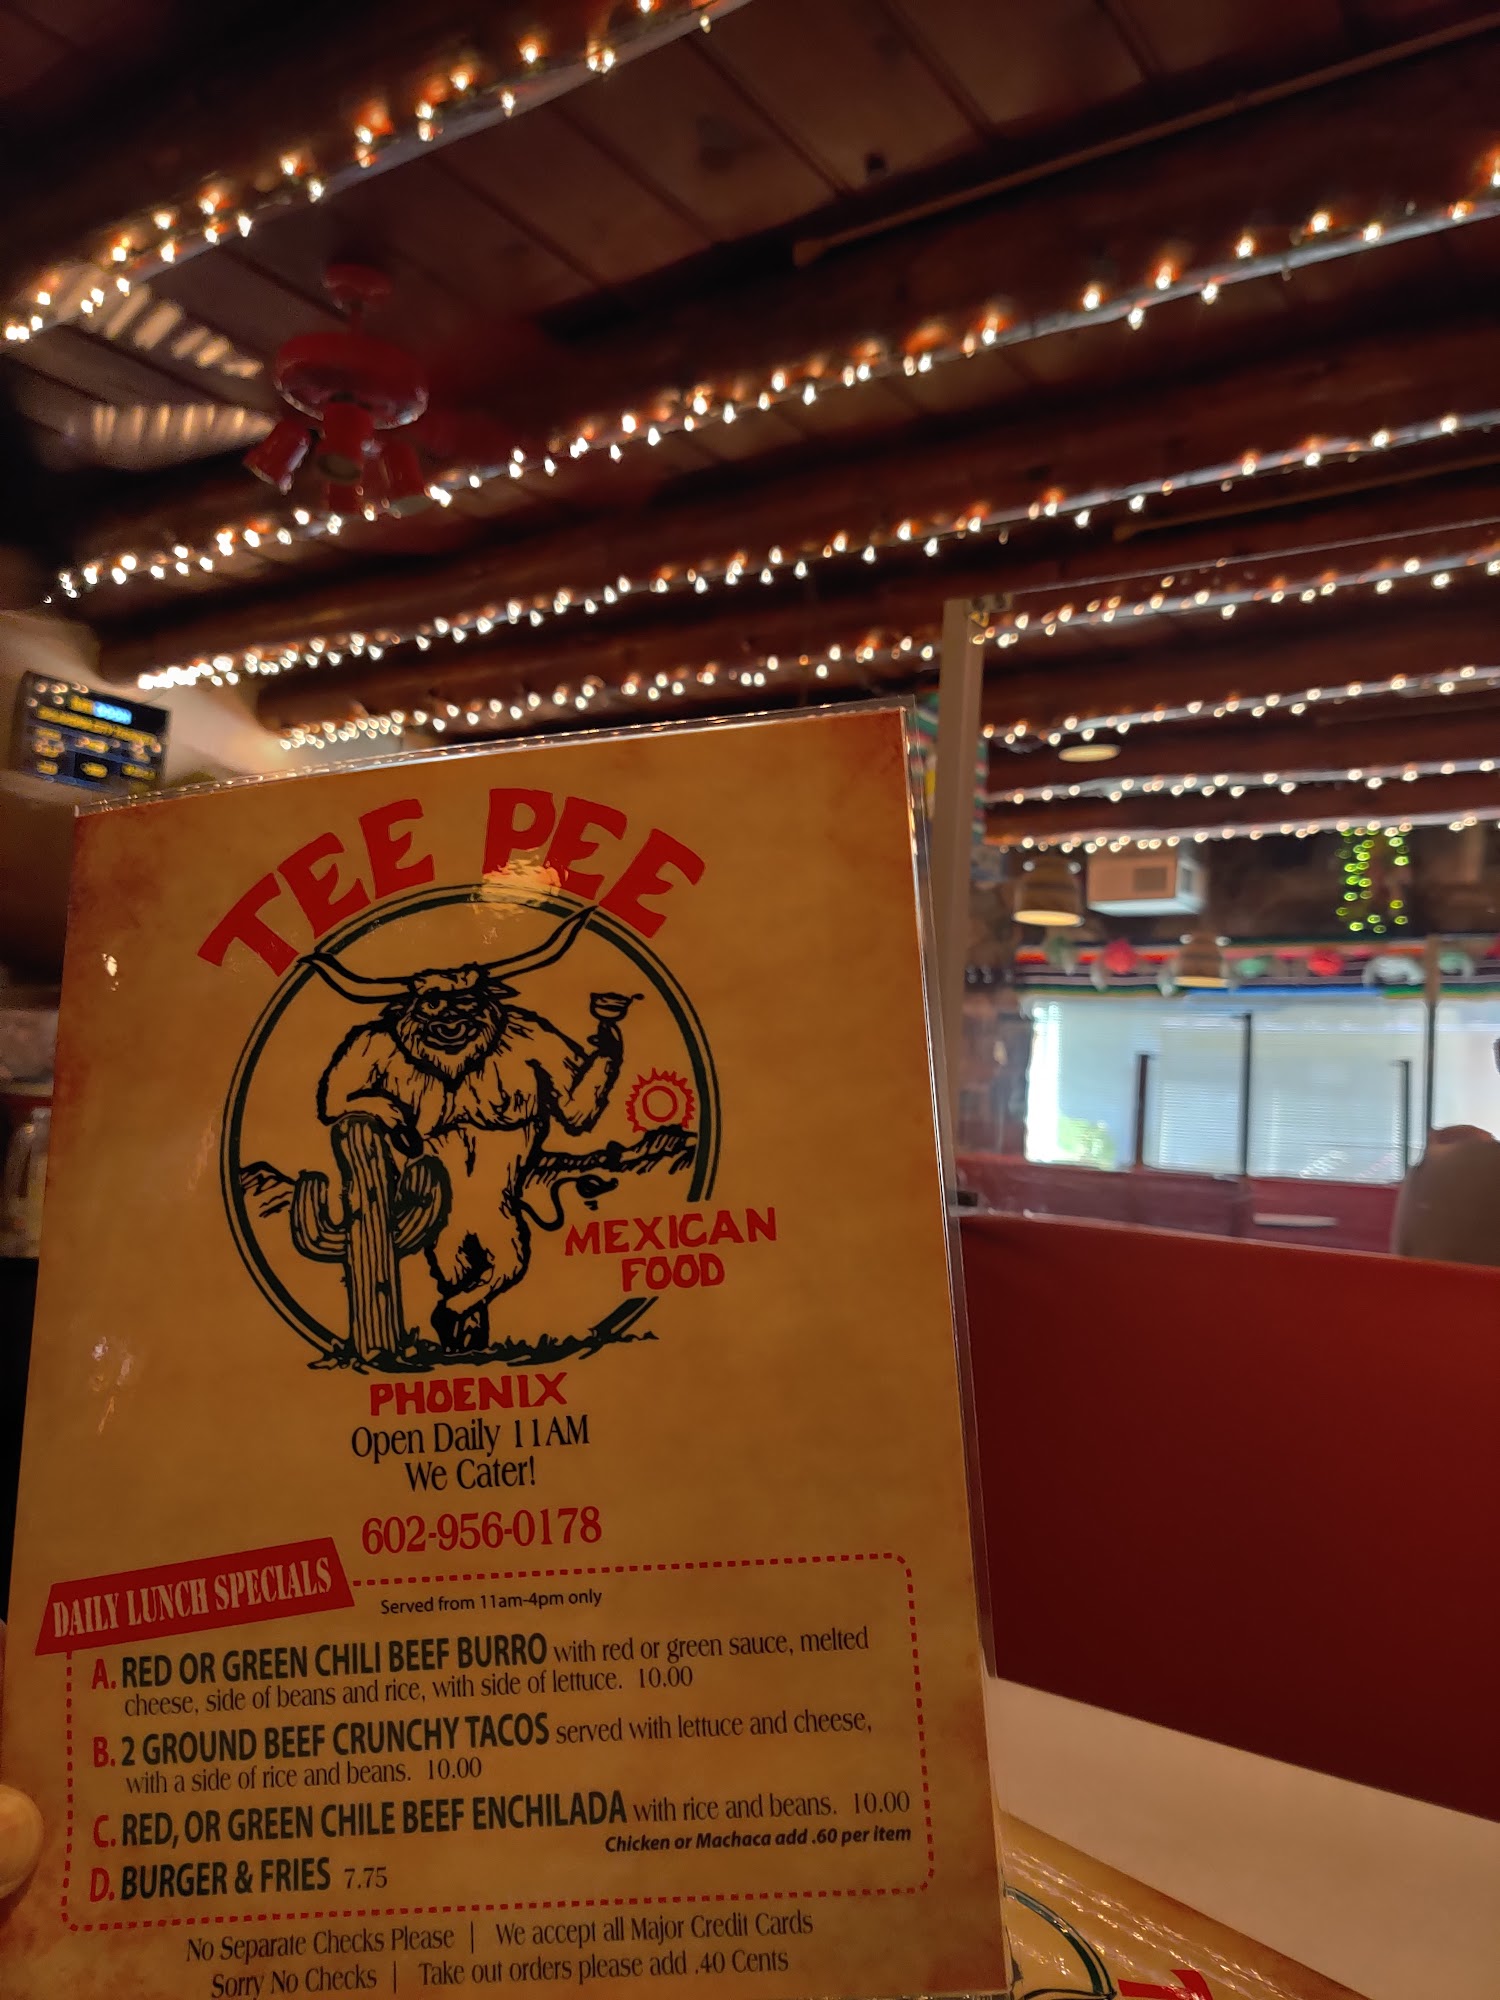 TEE PEE
MEXICAN
FOOD
PHOENIX
Open Daily 11AM
We Cater!
602-956-0178
DAILY LUNCH SPECIALS
Served from 11am-4pm only
A. RED OR GREEN CHILI BEEF BURRO with red or green sauce, melted
cheese, side of beans and rice, with side of lettuce. 10.00
B. 2 GROUND BEEF CRUNCHY TACOS served with lettuce and cheese,
with a side of rice and beans. 10.00
C. RED, OR GREEN CHILE BEEF ENCHILADA with rice and beans. 10.00
Chicken or Machaca add .60 per item
D. BURGER & FRIES 7.75
No Separate Checks Please | We accept all Major Credit Cards
Sorry No Checks | Take out orders please add .40 Cents